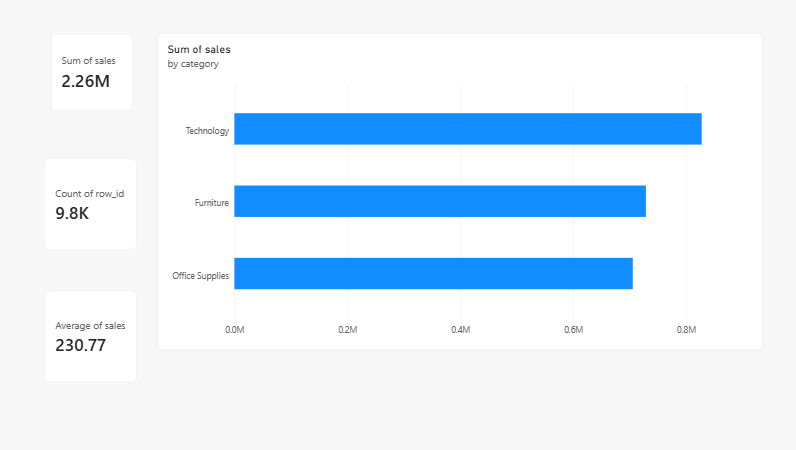 Sum of sales
2.26M
Count of row_id
9.8K
Average of sales
230.77
Sum of sales
by category
Technology
Furniture
Office Supplies
0.0M 0.2M 0.4M 0.6M 0.8M